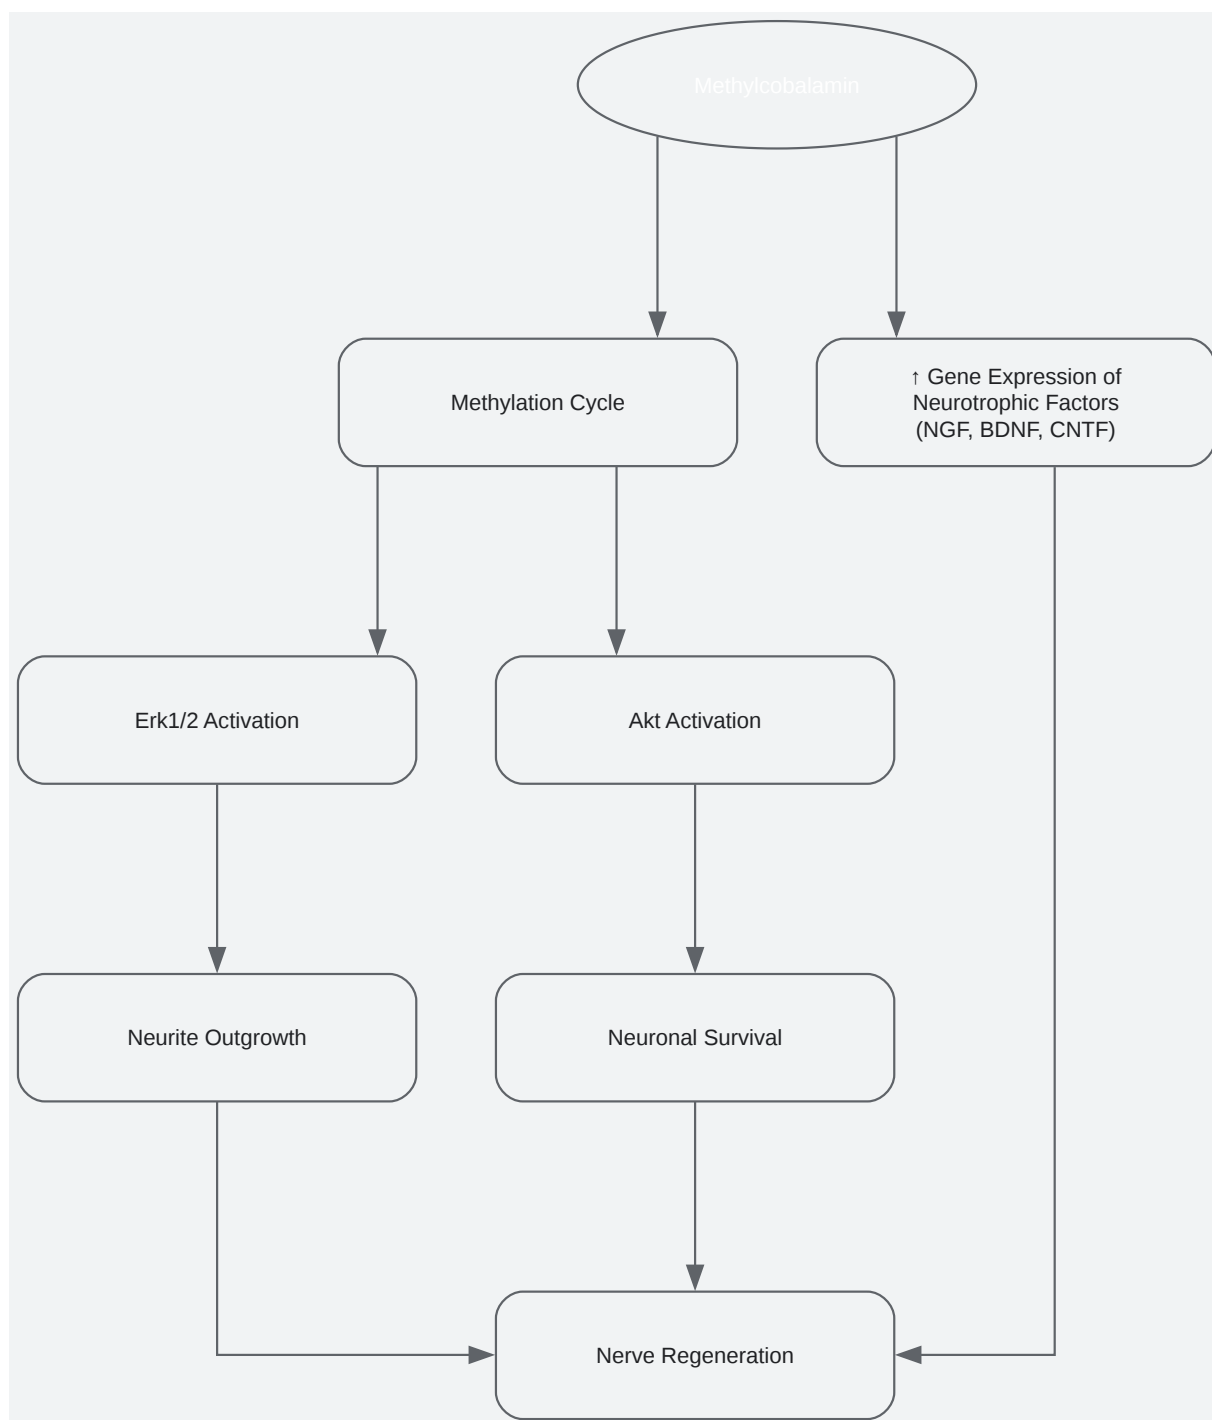 Methylcobalamin
Methylation Cycle
↑ Gene Expression of
Neurotrophic Factors
(NGF, BDNF, CNTF)
Erk1/2 Activation
Akt Activation
Neurite Outgrowth
Neuronal Survival
Nerve Regeneration